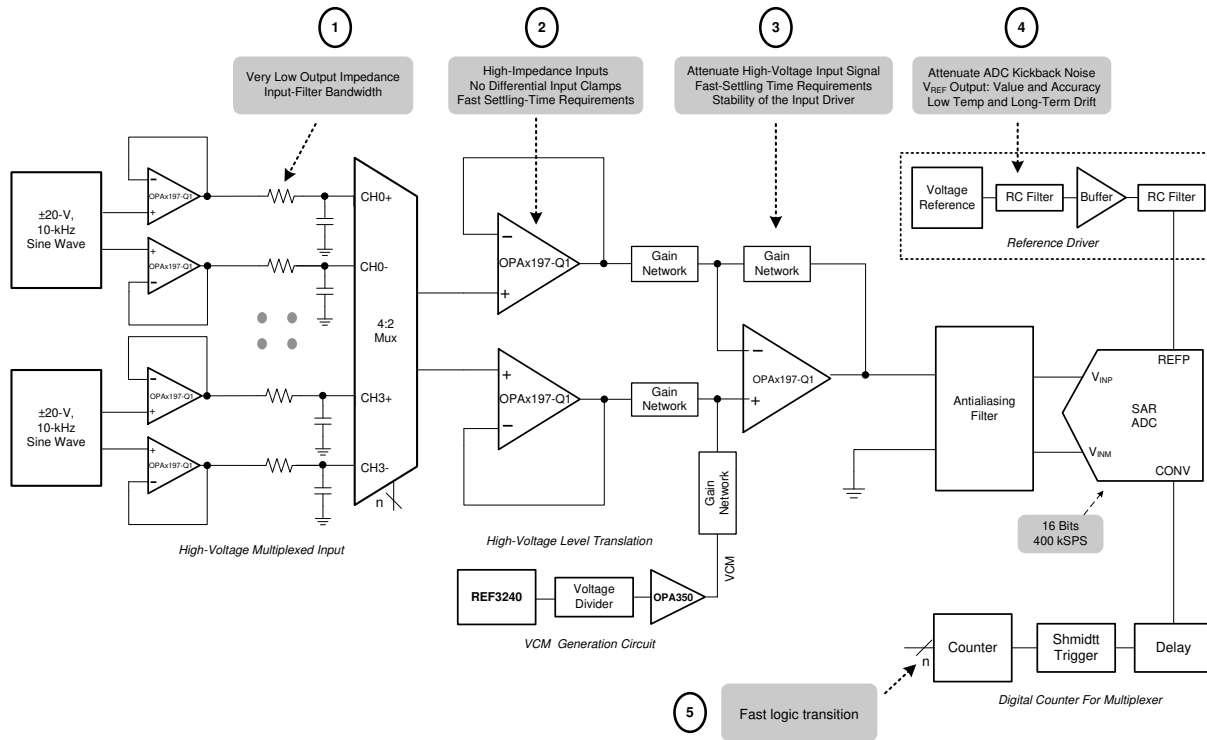 1
Very Low Output Impedance
Input-Filter Bandwidth
2
High-Impedance Inputs
No Differential Input Clamps
Fast Settling-Time Requirements
3
Attenuate High-Voltage Input Signal
Fast-Settling Time Requirements
Stability of the Input Driver
4
Attenuate ADC Kickback Noise
VREF Output: Value and Accuracy
Low Temp and Long-Term Drift
±20-V,
10-kHz
Sine Wave
−
OPAx197-Q1
+
+
OPAx197-Q1
−
±20-V,
10-kHz
Sine Wave
−
OPAx197-Q1
+
+
OPAx197-Q1
−
CH0+
CH0-
4:2
Mux
CH3+
CH3-
n
High-Voltage Multiplexed Input
−
OPAx197-Q1
+
+
OPAx197-Q1
−
High-Voltage Level Translation
Gain
Network
Gain
Network
Gain
Network
Gain
Network
−
OPAx197-Q1
+
VCM
REF3240
Voltage
Divider
OPA350
VCM Generation Circuit
Voltage
Reference
RC Filter
Buffer
RC Filter
Reference Driver
Antialiasing
Filter
REFP
VINP
SAR
ADC
VINM
CONV
16 Bits
400 kSPS
n
Counter
Shmidtt
Trigger
Delay
Digital Counter For Multiplexer
5
Fast logic transition